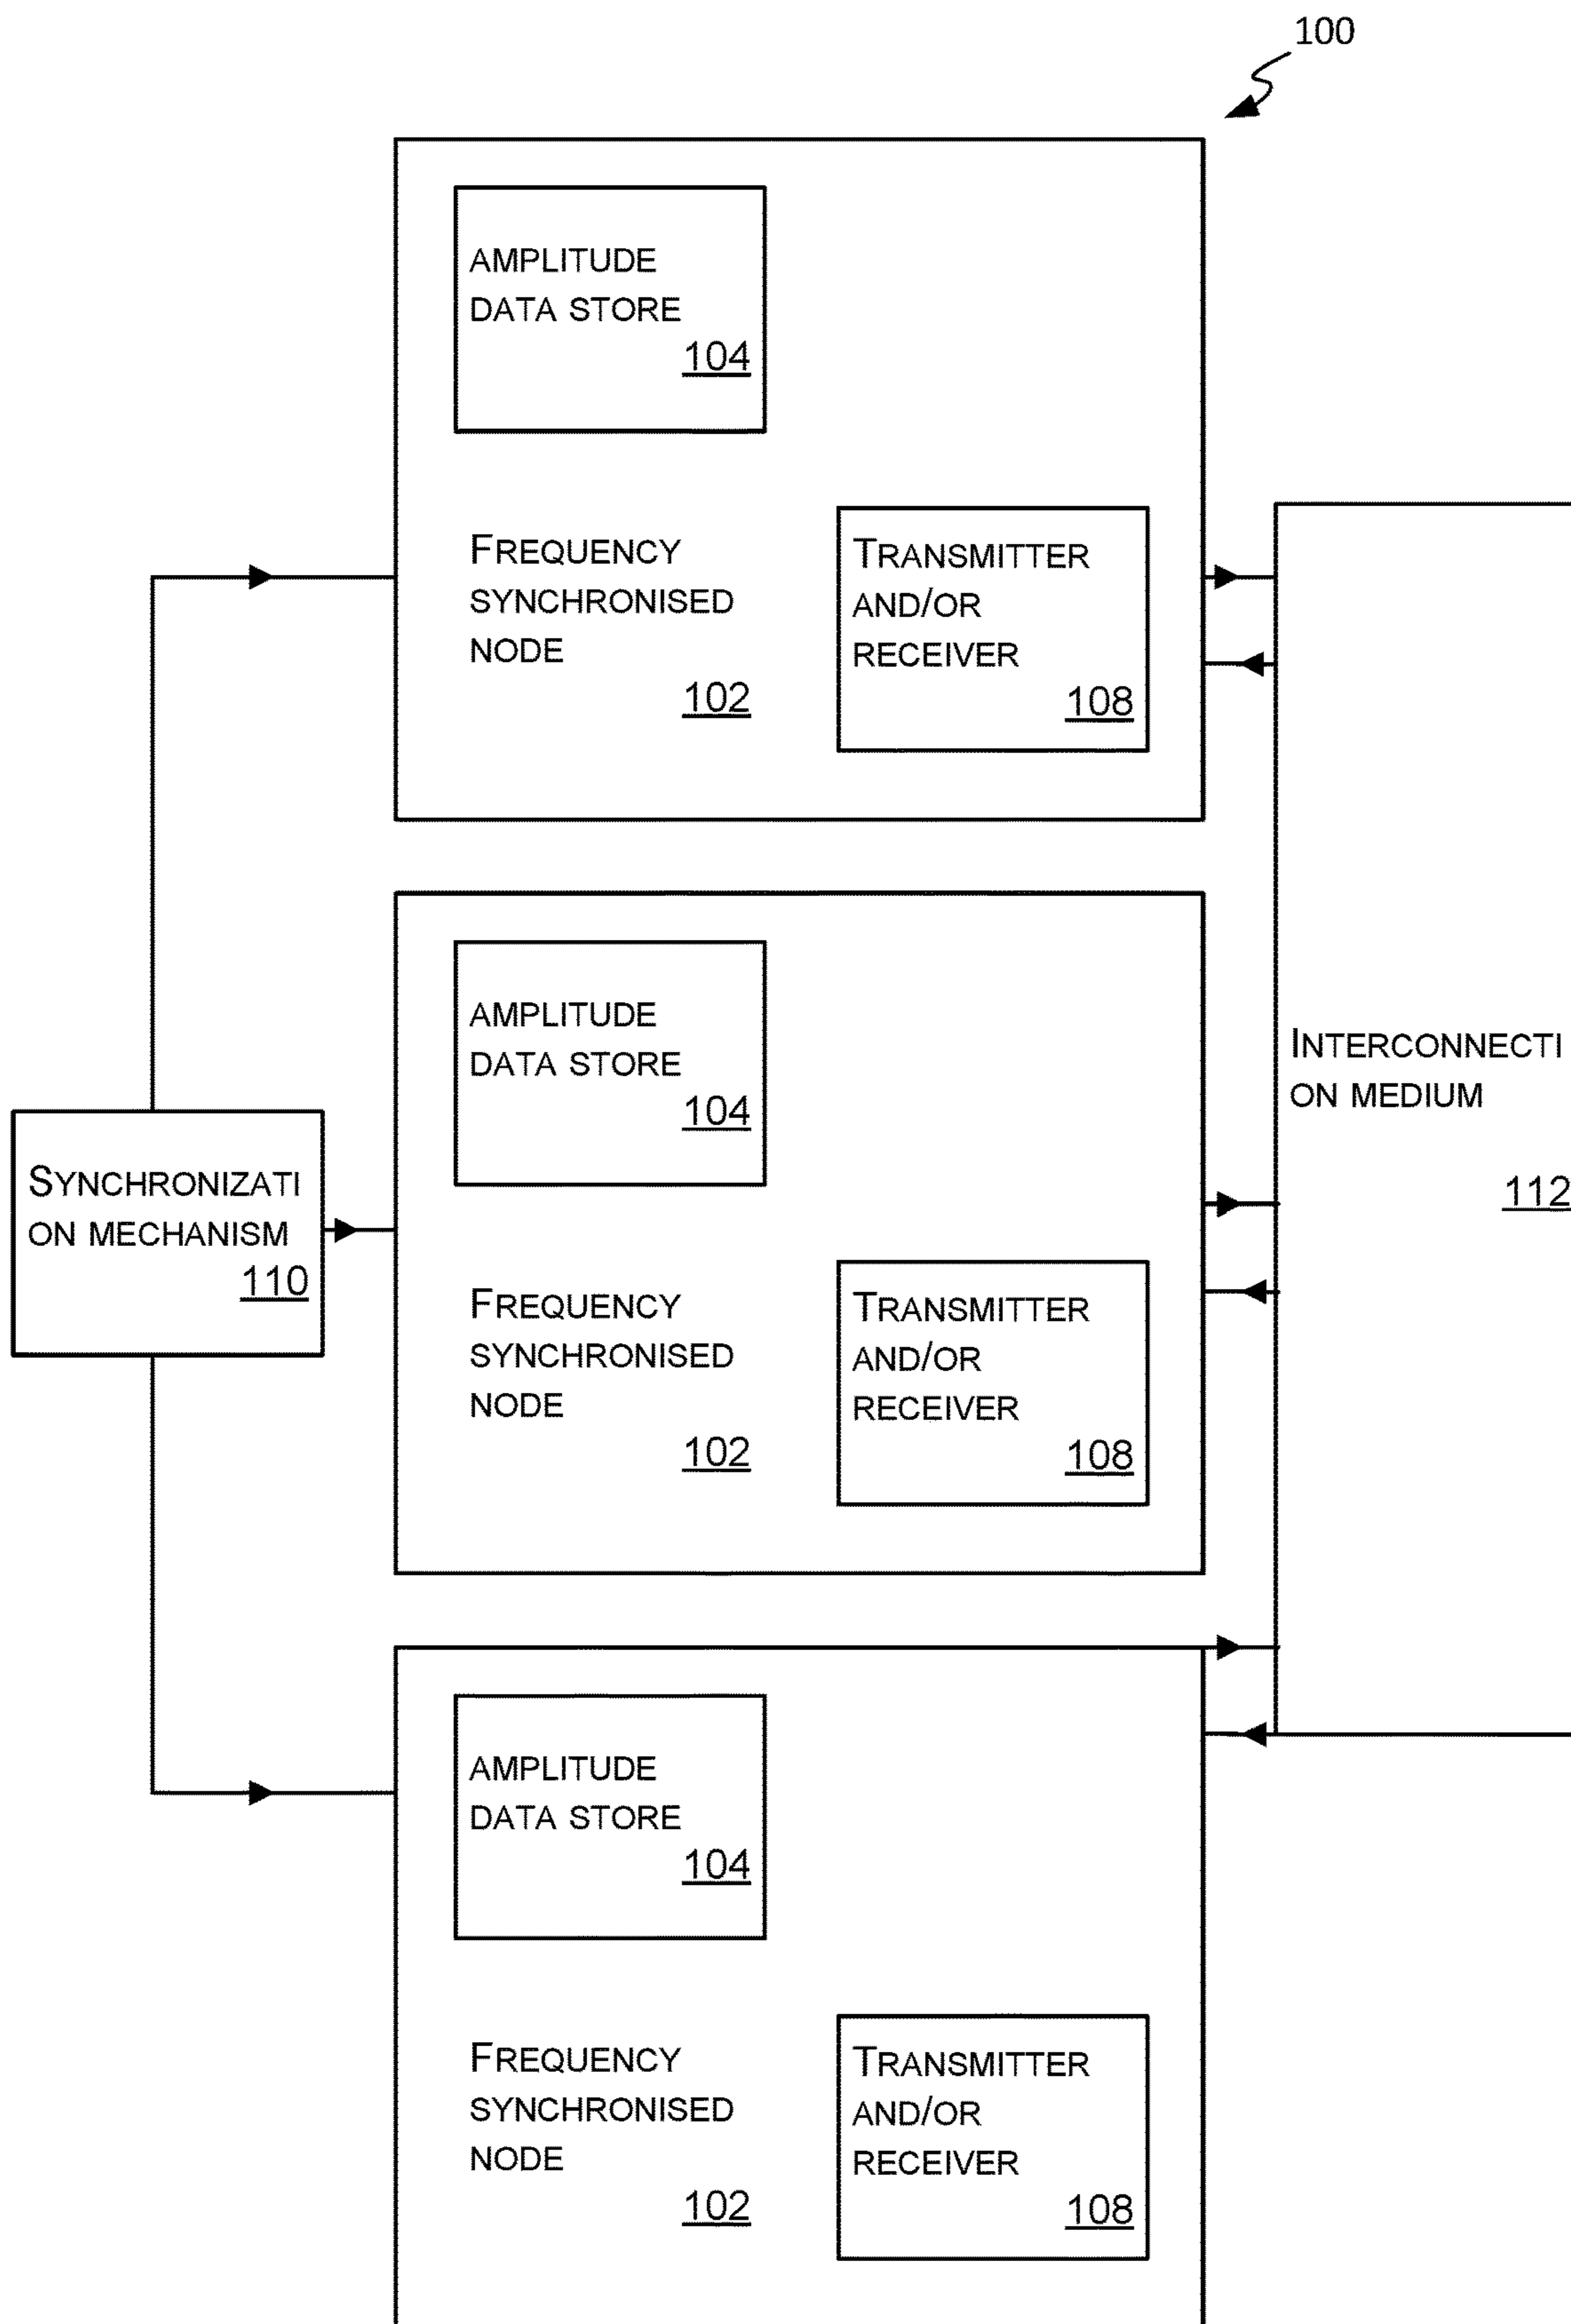 100
AMPLITUDE
DATA STORE
104
FREQUENCY
SYNCHRONISED
NODE
102
TRANSMITTER
AND/OR
RECEIVER
108
AMPLITUDE
DATA STORE
104
FREQUENCY
SYNCHRONISED
NODE
102
TRANSMITTER
AND/OR
RECEIVER
108
INTERCONNECTI
ON MEDIUM
112
SYNCHRONIZATI
ON MECHANISM
110
AMPLITUDE
DATA STORE
104
FREQUENCY
SYNCHRONISED
NODE
102
TRANSMITTER
AND/OR
RECEIVER
108